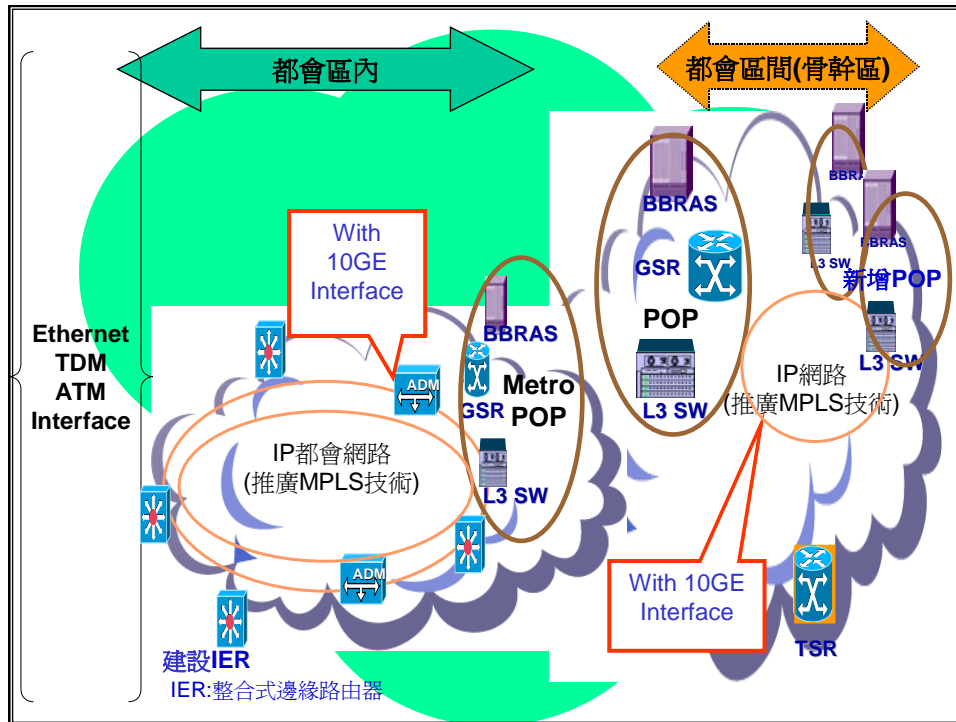 都會區內
都會區間(骨幹區)
Ethernet
TDM
ATM
Interface
With
10GE
Interface
ADM
IP都會網路
(推廣MPLS技術)
ADM
建設IER
IER:整合式邊緣路由器
BBRAS
GSR
Metro
POP
L3 SW
BBRAS
GSR
POP
L3 SW
BBRA
L3 SW
BBRAS
新增POP
L3 SW
IP網路
(推廣MPLS技術)
With 10GE
Interface
TSR